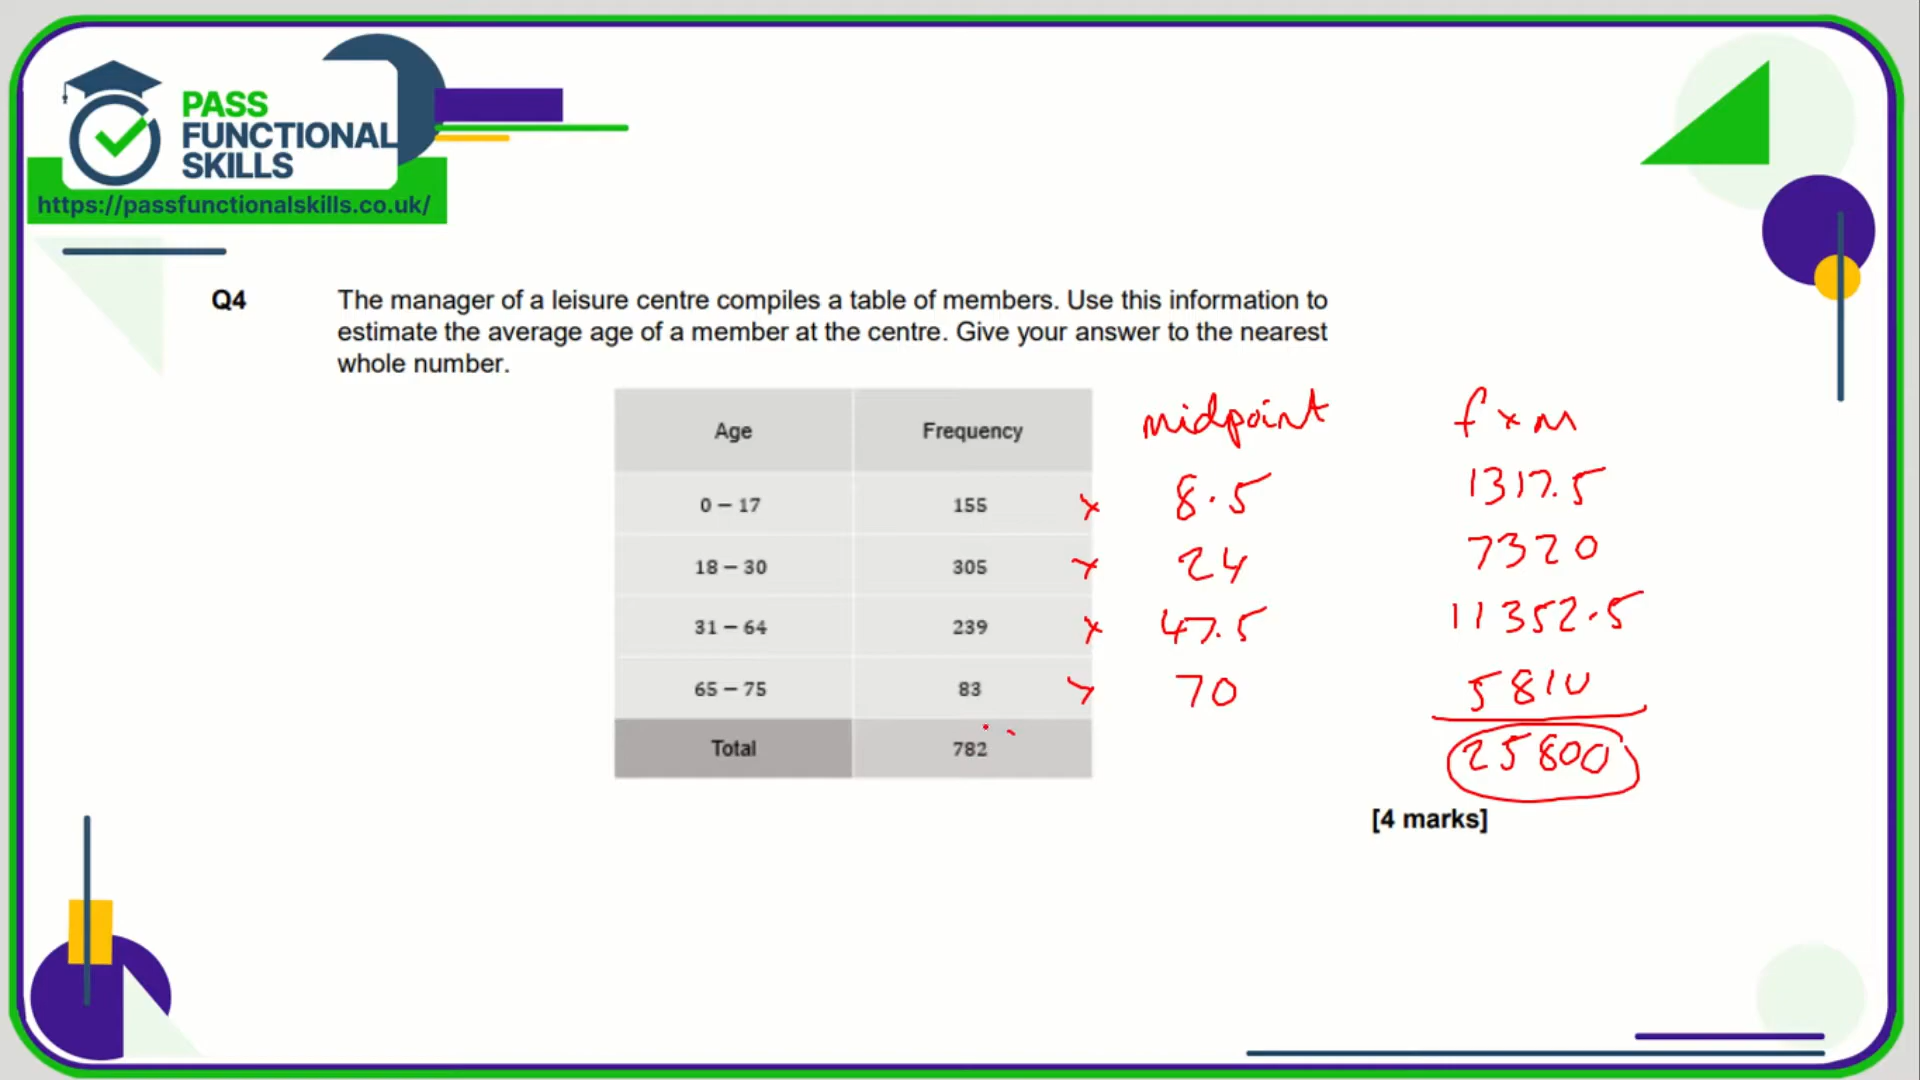 PASS
FUNCTIONAL
SKILLS
https://passfunctionalskills.co.uk/
Q4
The manager of a leisure centre compiles a table of members. Use this information to
estimate the average age of a member at the centre. Give your answer to the nearest
whole number.
Age Frequency midpoint f x m
0 – 17 155 x 8.5 1317.5
18 – 30 305 x 24 7320
31 – 64 239 x 47.5 11352.5
65 – 75 83 x 70 5810
Total 782 25800
[4 marks]